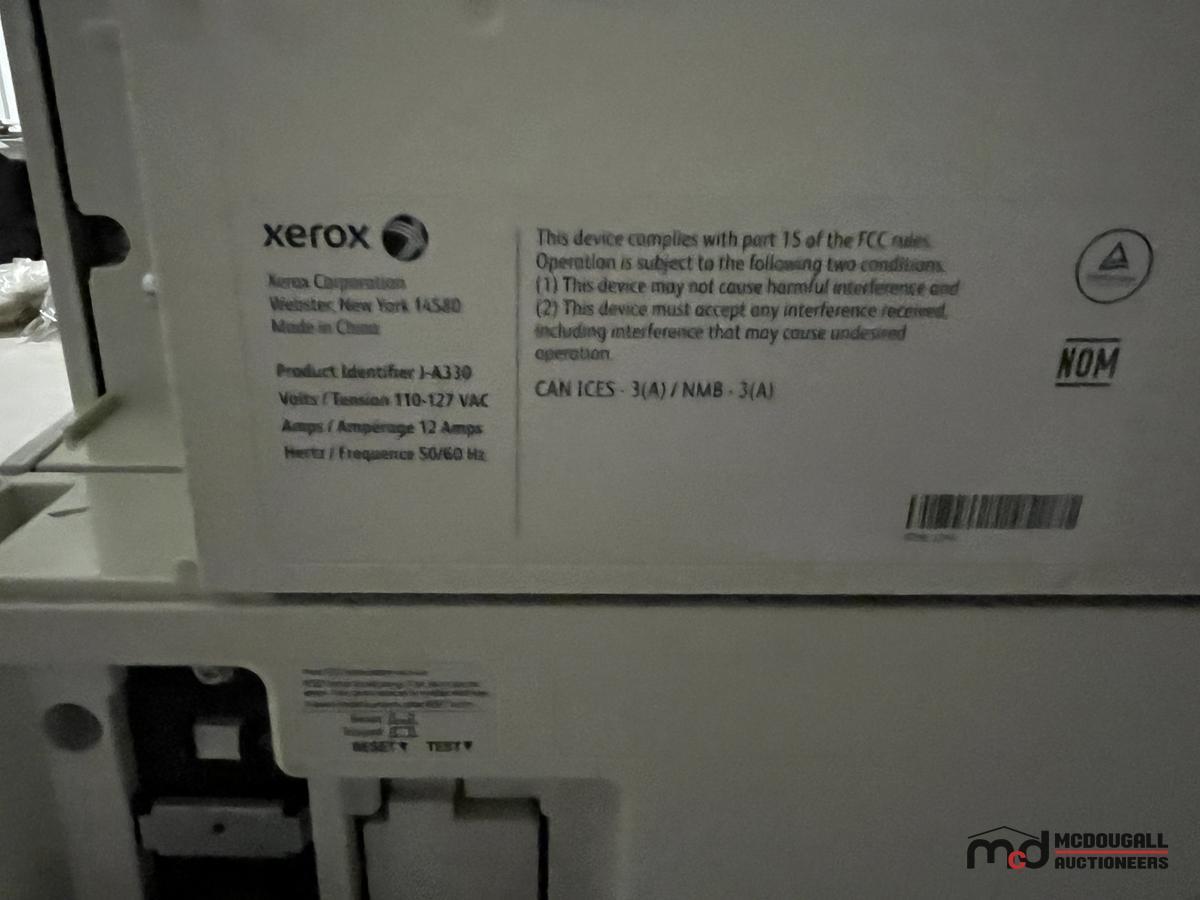 xerox
Xerox Corporation
Webster, New York 14580
Made in China
Product Identifier J-A330
Volts / Tension 110-127 VAC
Amps / Ampérage 12 Amps
Hertz / Frequence 50/60 Hz
This device complies with part 15 of the FCC rules.
Operation is subject to the following two conditions.
(1) This device may not cause harmful interference and
(2) This device must accept any interference received,
including interference that may cause undesired
operation.
CAN ICES - 3(A) / NMB - 3(A)
NOM
RESET▼ TEST▼
mcd MCDOUGALL
AUCTIONEERS